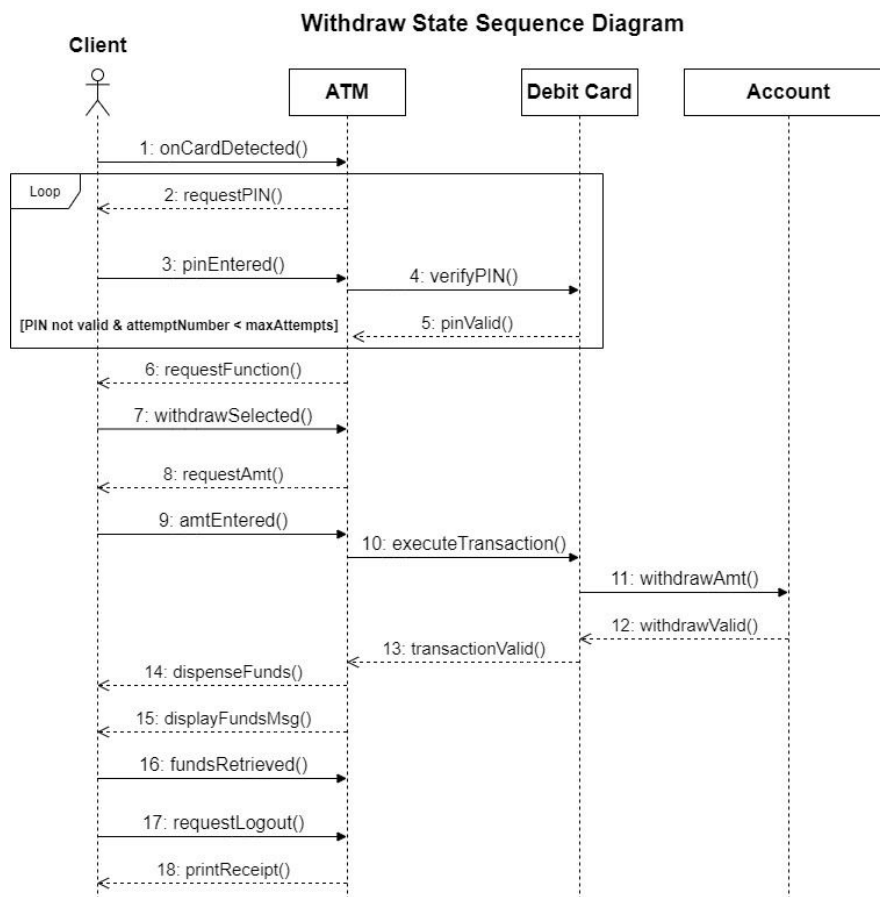 Withdraw State Sequence Diagram
Client
ATM
Debit Card
Account
1: onCardDetected()
Loop
2: requestPIN()
3: pinEntered()
4: verifyPIN()
[PIN not valid & attemptNumber < maxAttempts]
5: pinValid()
6: requestFunction()
7: withdrawSelected()
8: requestAmt()
9: amtEntered()
10: executeTransaction()
11: withdrawAmt()
12: withdrawValid()
13: transactionValid()
14: dispenseFunds()
15: displayFundsMsg()
16: fundsRetrieved()
17: requestLogout()
18: printReceipt()